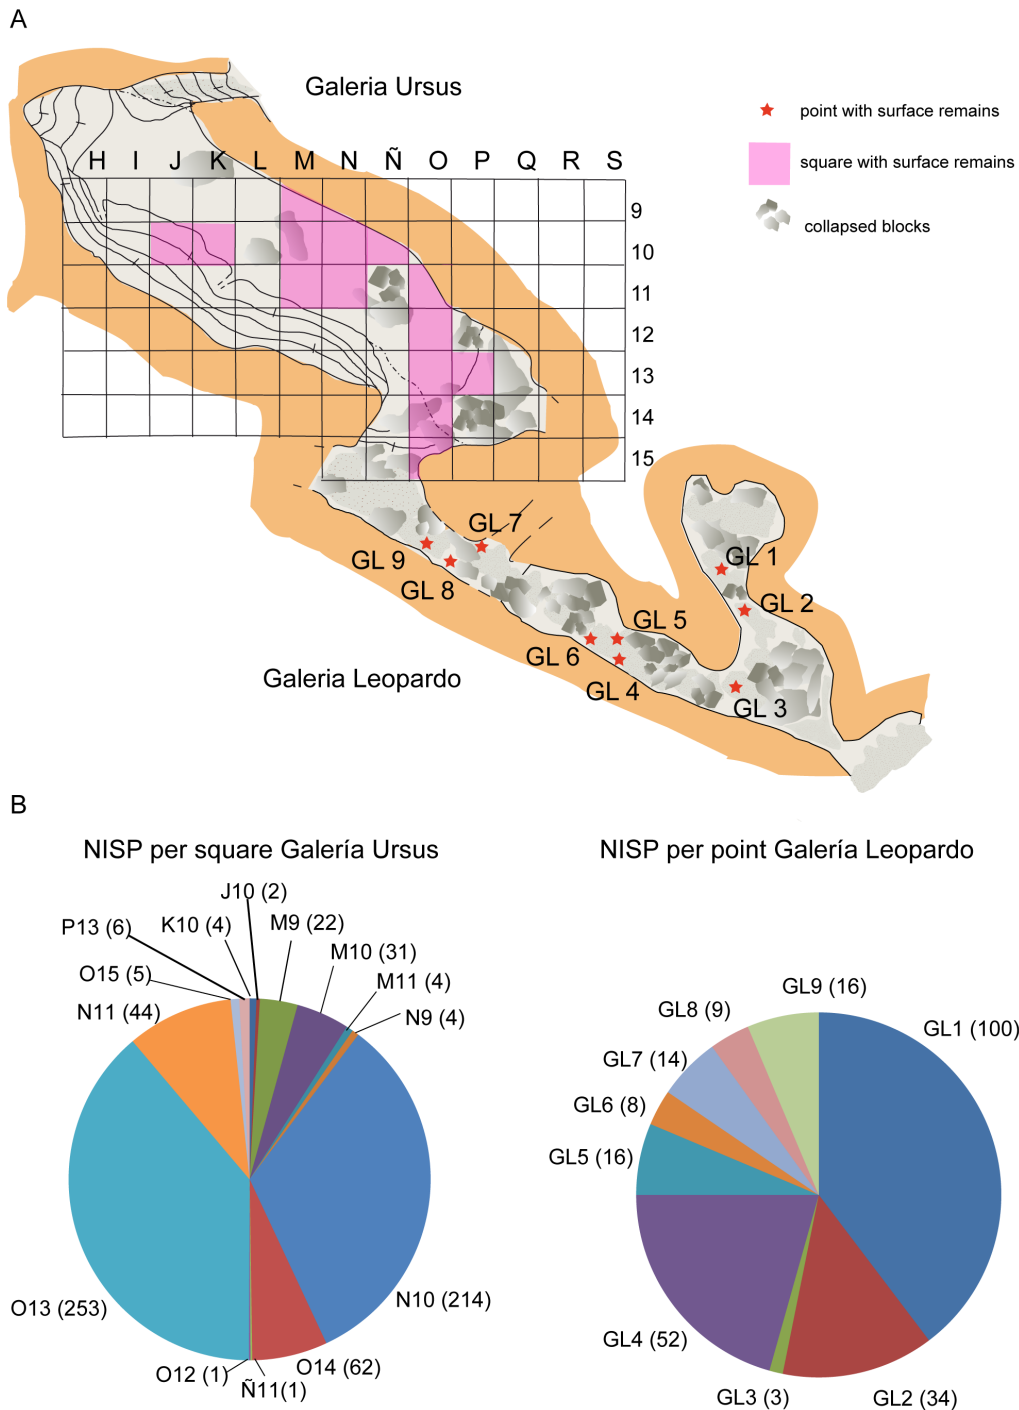 A
Galeria Ursus
point with surface remains
square with surface remains
collapsed blocks
H I J K L M N Ñ O P Q R S
9
10
11
12
13
14
15
GL 7
GL 9
GL 8
GL 1
GL 2
GL 5
GL 6
GL 4
GL 3
Galeria Leopardo
B
NISP per square Galería Ursus
J10 (2)
K10 (4)
M9 (22)
P13 (6)
M10 (31)
O15 (5)
M11 (4)
N11 (44)
N9 (4)
O13 (253)
N10 (214)
O12 (1)
O14 (62)
Ñ11(1)
NISP per point Galería Leopardo
GL9 (16)
GL8 (9)
GL1 (100)
GL7 (14)
GL6 (8)
GL5 (16)
GL4 (52)
GL3 (3)
GL2 (34)